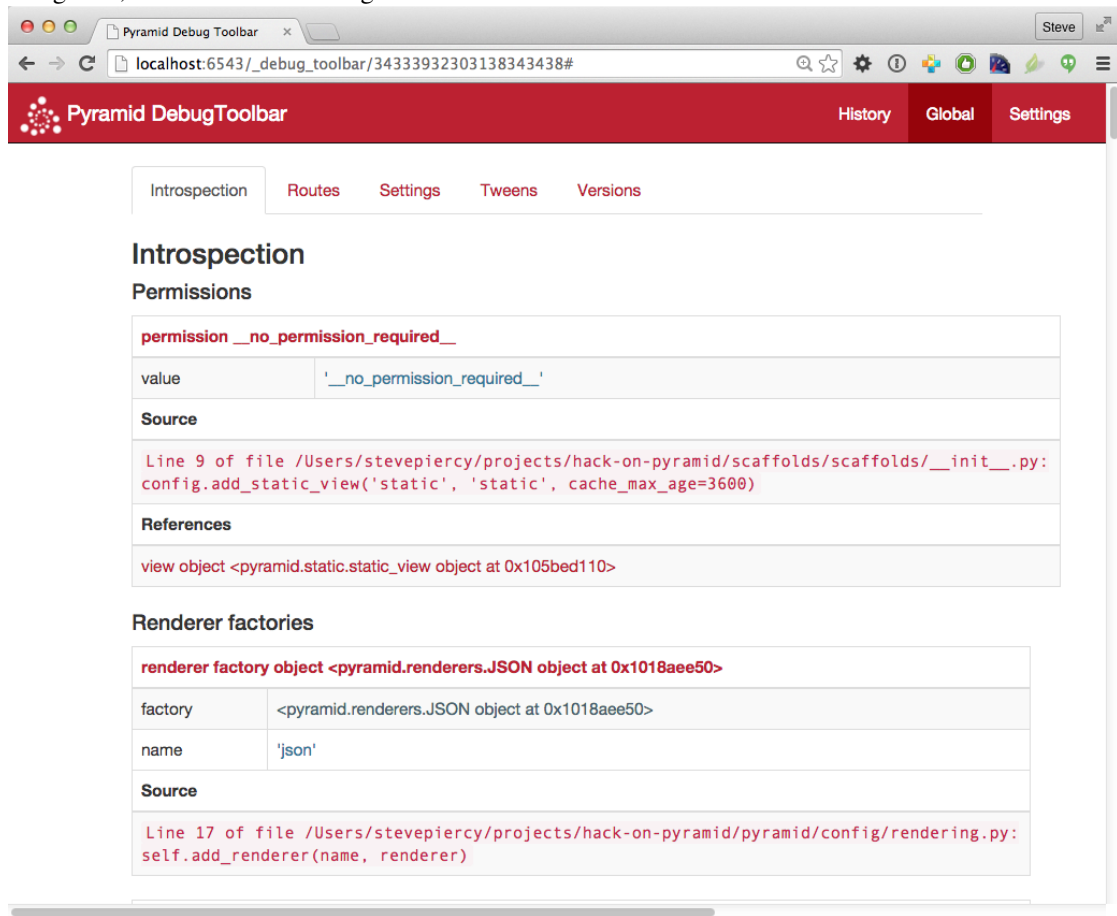 Pyramid Debug Toolbar
Steve
localhost:6543/_debug_toolbar/34333932303138343438#
Pyramid DebugToolbar
History
Global
Settings
Introspection
Routes
Settings
Tweens
Versions
Introspection
Permissions
permission __no_permission_required__
value '__no_permission_required__'
Source
Line 9 of file /Users/stevepiercy/projects/hack-on-pyramid/scaffolds/scaffolds/__init__.py:
config.add_static_view('static', 'static', cache_max_age=3600)
References
view object <pyramid.static.static_view object at 0x105bed110>
Renderer factories
renderer factory object <pyramid.renderers.JSON object at 0x1018aee50>
factory <pyramid.renderers.JSON object at 0x1018aee50>
name 'json'
Source
Line 17 of file /Users/stevepiercy/projects/hack-on-pyramid/pyramid/config/rendering.py:
self.add_renderer(name, renderer)